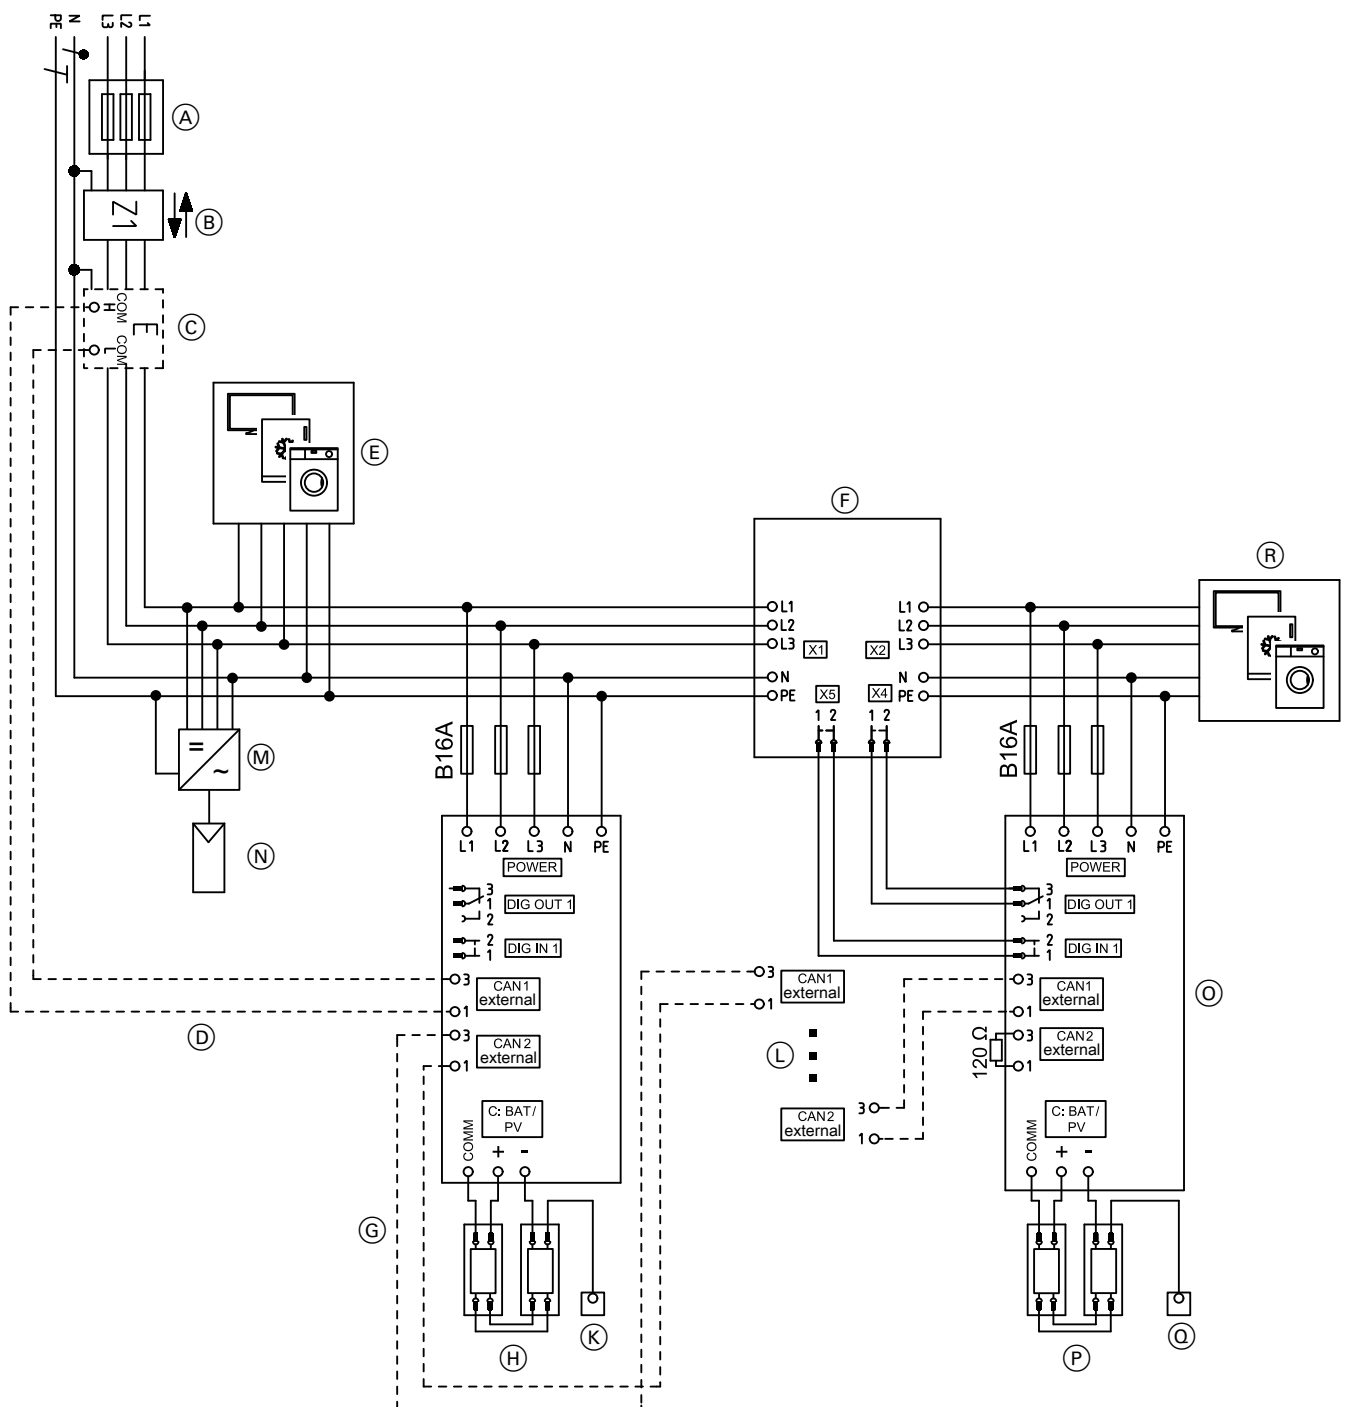 PE N L3 L2 L1
A
Z1
B
COM H
COM L
E
C
N
E
F
R
N
L1 L1
L2 L2
L3 L3
X1 X2
N N
PE PE
X5 X4
1 2 1 2
B16A
B16A
=
~
M
N
L1 L2 L3 N PE
POWER
3
1 DIG OUT 1
2
2
1 DIG IN 1
3 CAN1
1 external
3 CAN2
1 external
C: BAT/
PV
COMM + -
D
G
H
K
3 CAN1
1 external
L
CAN2 3
external 1
L1 L2 L3 N PE
POWER
3
1 DIG OUT 1
2
2
1 DIG IN 1
3 CAN1
1 external
O
120 Ω
3 CAN2
1 external
C: BAT/
PV
COMM + -
P
Q